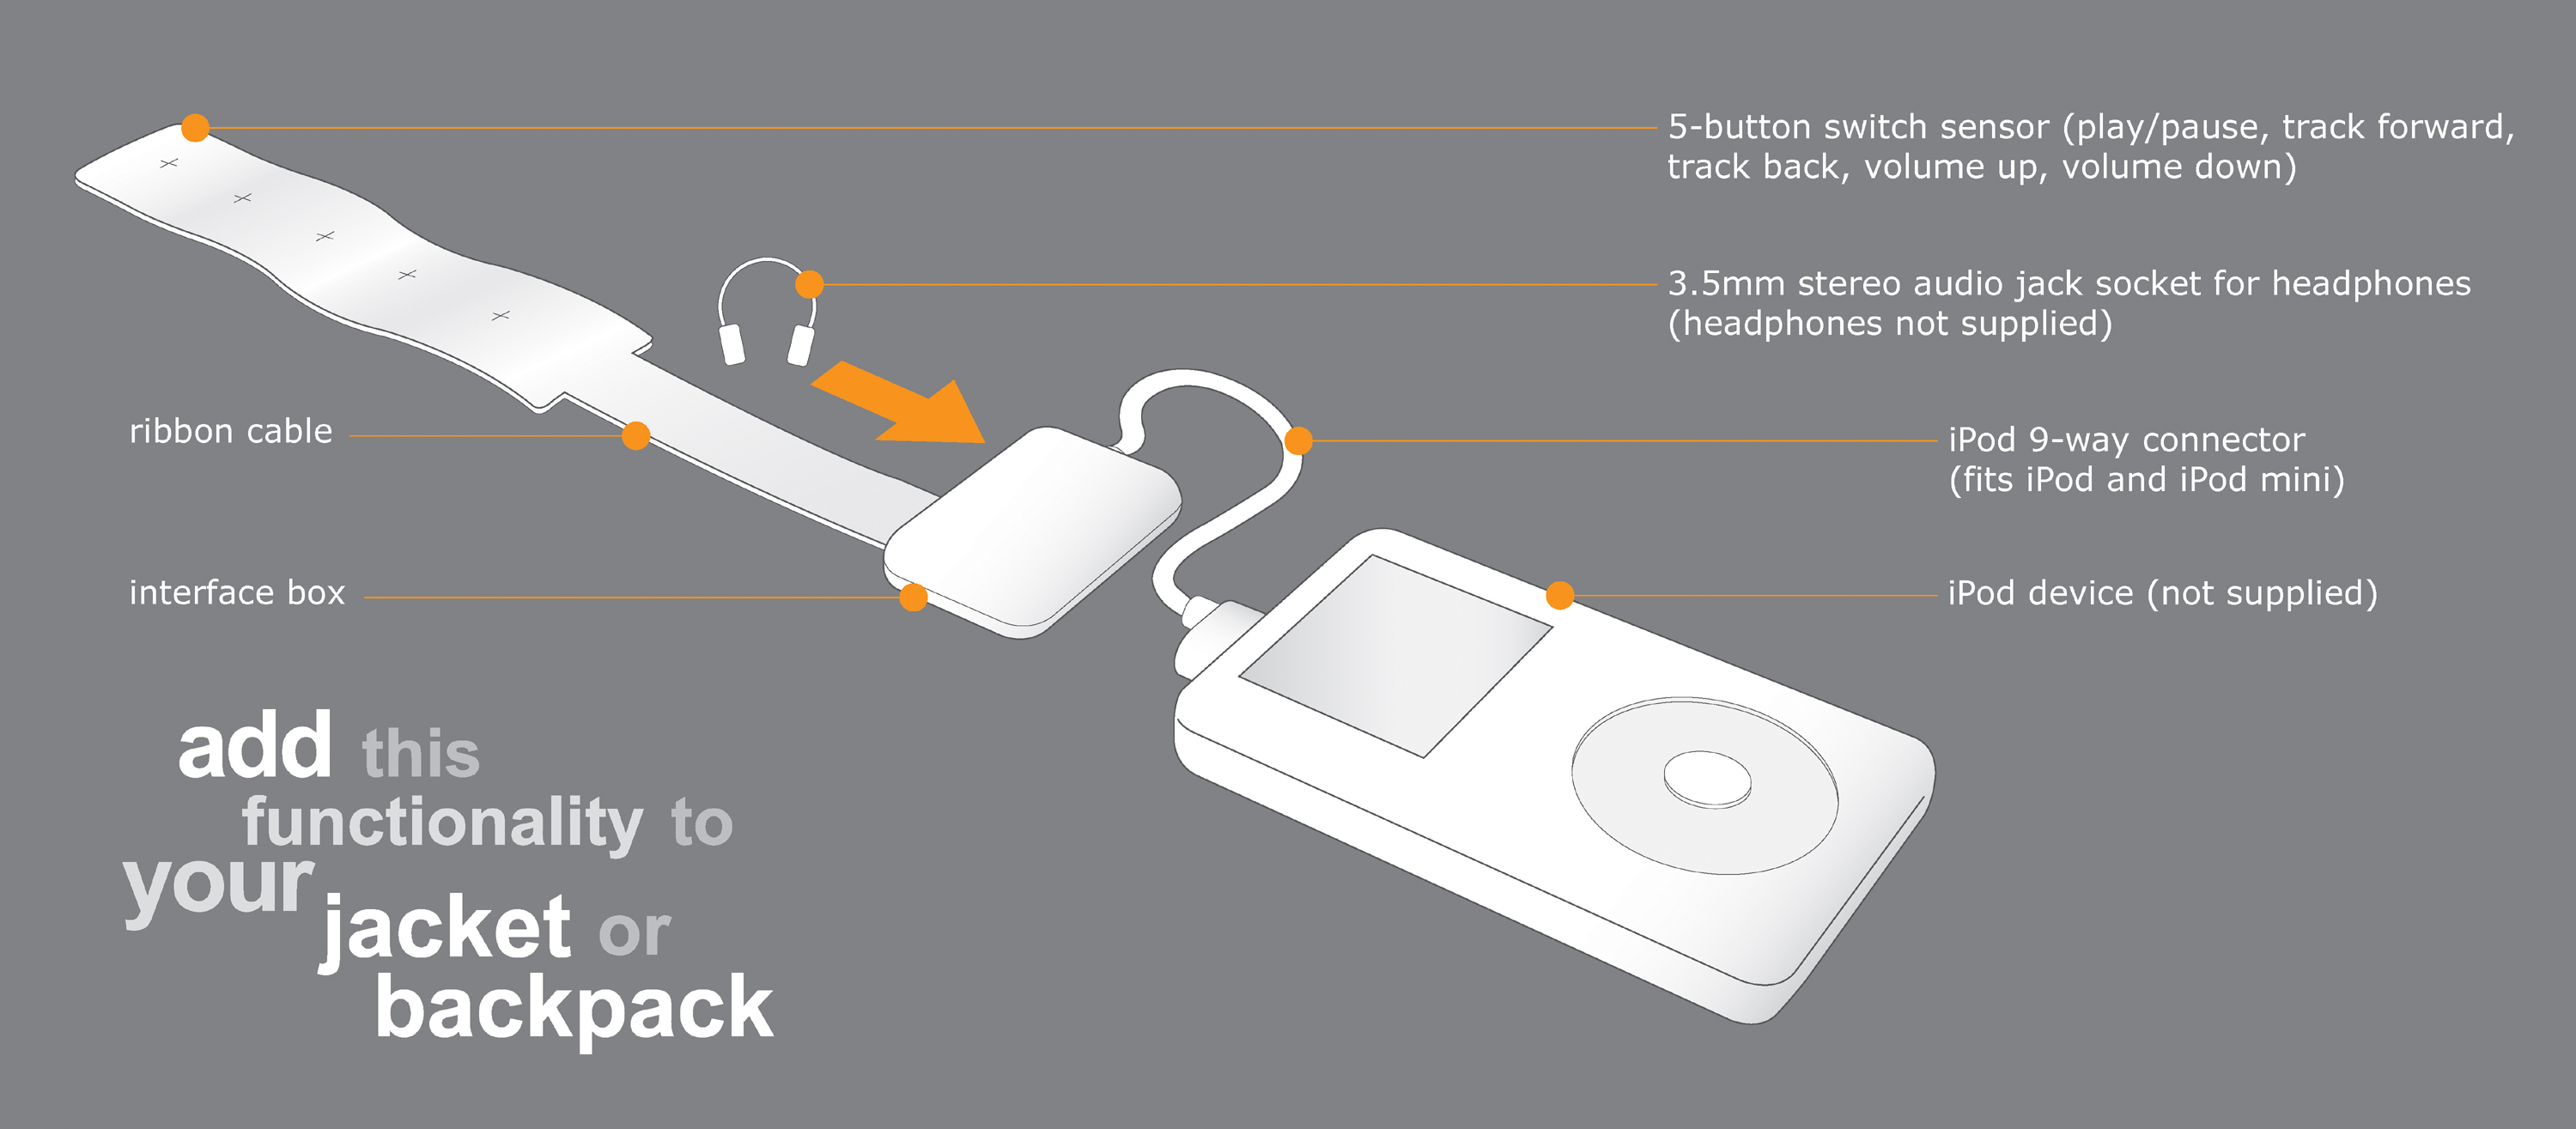 5-button switch sensor (play/pause, track forward,
track back, volume up, volume down)
3.5mm stereo audio jack socket for headphones
(headphones not supplied)
ribbon cable
iPod 9-way connector
(fits iPod and iPod mini)
interface box
iPod device (not supplied)
add this
functionality to
your
jacket or
backpack